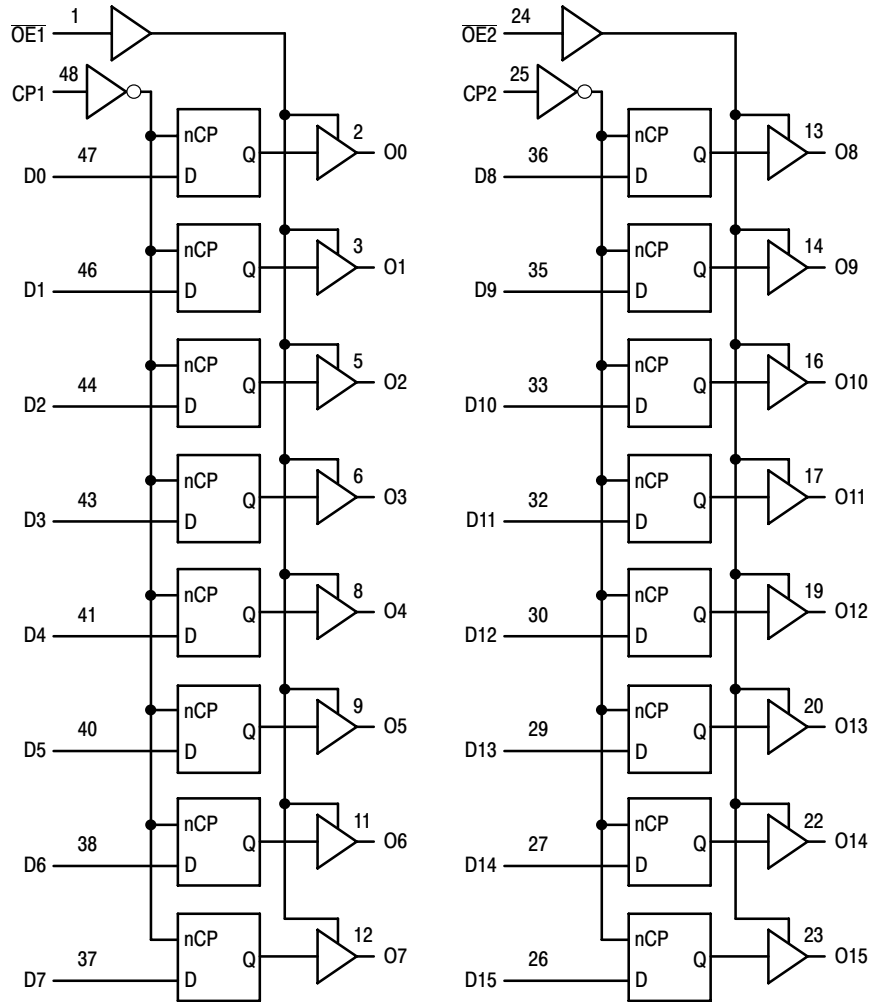 1
O̅E̅1̅
48
CP1
nCP
Q
D
47
D0
2
O0
nCP
Q
D
46
D1
3
O1
nCP
Q
D
44
D2
5
O2
nCP
Q
D
43
D3
6
O3
nCP
Q
D
41
D4
8
O4
nCP
Q
D
40
D5
9
O5
nCP
Q
D
38
D6
11
O6
nCP
Q
D
37
D7
12
O7
24
O̅E̅2̅
25
CP2
nCP
Q
D
36
D8
13
O8
nCP
Q
D
35
D9
14
O9
nCP
Q
D
33
D10
16
O10
nCP
Q
D
32
D11
17
O11
nCP
Q
D
30
D12
19
O12
nCP
Q
D
29
D13
20
O13
nCP
Q
D
27
D14
22
O14
nCP
Q
D
26
D15
23
O15